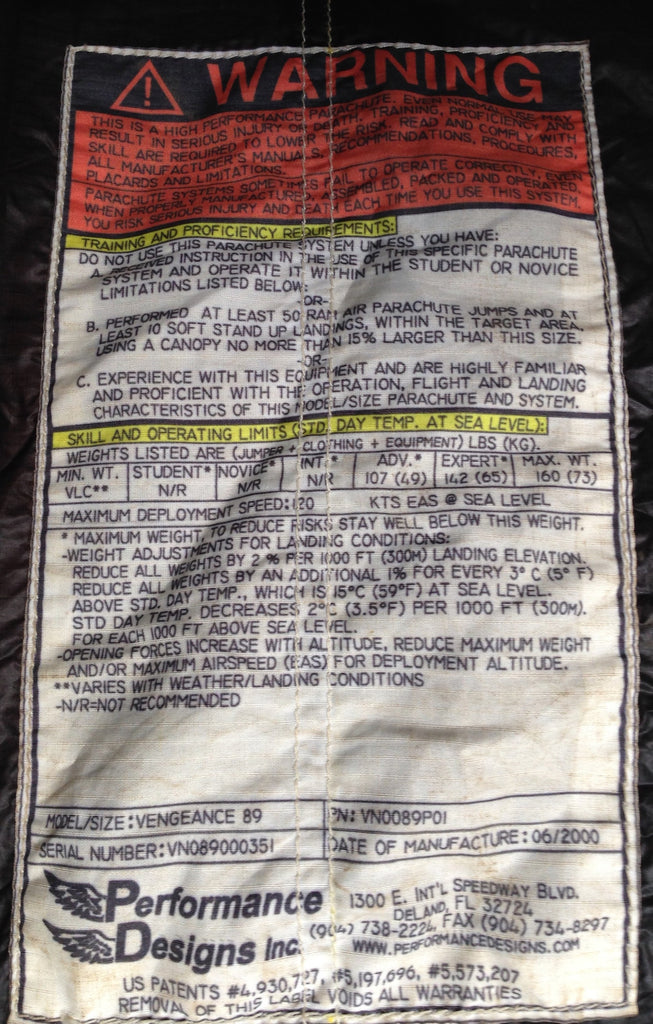 WARNING
THIS IS A HIGH PERFORMANCE PARACHUTE. EVEN NORMAL USE MAY
RESULT IN SERIOUS INJURY OR DEATH. TRAINING, PROFICIENCY AND
SKILL ARE REQUIRED TO LOWER THE RISK. READ AND COMPLY WITH
ALL MANUFACTURER'S MANUALS, RECOMMENDATIONS, PROCEDURES,
PLACARDS AND LIMITATIONS.
PARACHUTE SYSTEMS SOMETIMES FAIL TO OPERATE CORRECTLY, EVEN
WHEN PROPERLY MANUFACTURED, ASSEMBLED, PACKED AND OPERATED.
YOU RISK SERIOUS INJURY AND DEATH EACH TIME YOU USE THIS SYSTEM.
TRAINING AND PROFICIENCY REQUIREMENTS:
DO NOT USE THIS PARACHUTE SYSTEM UNLESS YOU HAVE:
A. RECEIVED INSTRUCTION IN THE USE OF THIS SPECIFIC PARACHUTE
SYSTEM AND OPERATE IT WITHIN THE STUDENT OR NOVICE
LIMITATIONS LISTED BELOW:
-OR-
B. PERFORMED AT LEAST 50 RAM AIR PARACHUTE JUMPS AND AT
LEAST 10 SOFT STAND UP LANDINGS, WITHIN THE TARGET AREA,
USING A CANOPY NO MORE THAN 15% LARGER THAN THIS SIZE.
-OR-
C. EXPERIENCE WITH THIS EQUIPMENT AND ARE HIGHLY FAMILIAR
AND PROFICIENT WITH THE OPERATION, FLIGHT AND LANDING
CHARACTERISTICS OF THIS MODEL/SIZE PARACHUTE AND SYSTEM.
SKILL AND OPERATING LIMITS (STD. DAY TEMP. AT SEA LEVEL):
WEIGHTS LISTED ARE (JUMPER + CLOTHING + EQUIPMENT) LBS (KG).
MIN. WT. STUDENT* NOVICE* INT.* ADV.* EXPERT* MAX. WT.
VLC** N/R N/R N/R 107 (49) 142 (65) 160 (73)
MAXIMUM DEPLOYMENT SPEED: 120 KTS EAS @ SEA LEVEL
* MAXIMUM WEIGHT, TO REDUCE RISKS STAY WELL BELOW THIS WEIGHT.
-WEIGHT ADJUSTMENTS FOR LANDING CONDITIONS:
REDUCE ALL WEIGHTS BY 2 % PER 1000 FT (300M) LANDING ELEVATION.
REDUCE ALL WEIGHTS BY AN ADDITIONAL 1% FOR EVERY 3° C (5° F)
ABOVE STD. DAY TEMP., WHICH IS 15°C (59°F) AT SEA LEVEL.
STD DAY TEMP. DECREASES 2°C (3.5°F) PER 1000 FT (300M).
FOR EACH 1000 FT ABOVE SEA LEVEL.
-OPENING FORCES INCREASE WITH ALTITUDE, REDUCE MAXIMUM WEIGHT
AND/OR MAXIMUM AIRSPEED (EAS) FOR DEPLOYMENT ALTITUDE.
**VARIES WITH WEATHER/LANDING CONDITIONS
-N/R=NOT RECOMMENDED
MODEL/SIZE: VENGEANCE 89 PN: VN0089P01
SERIAL NUMBER: VN089000351 DATE OF MANUFACTURE: 06/2000
Performance
Designs Inc.
1300 E. INT'L SPEEDWAY BLVD.
DELAND, FL 32724
(904) 738-2224, FAX (904) 734-8297
WWW.PERFORMANCEDESIGNS.COM
US PATENTS #4,930,727, #5,197,696, #5,573,207
REMOVAL OF THIS LABEL VOIDS ALL WARRANTIES